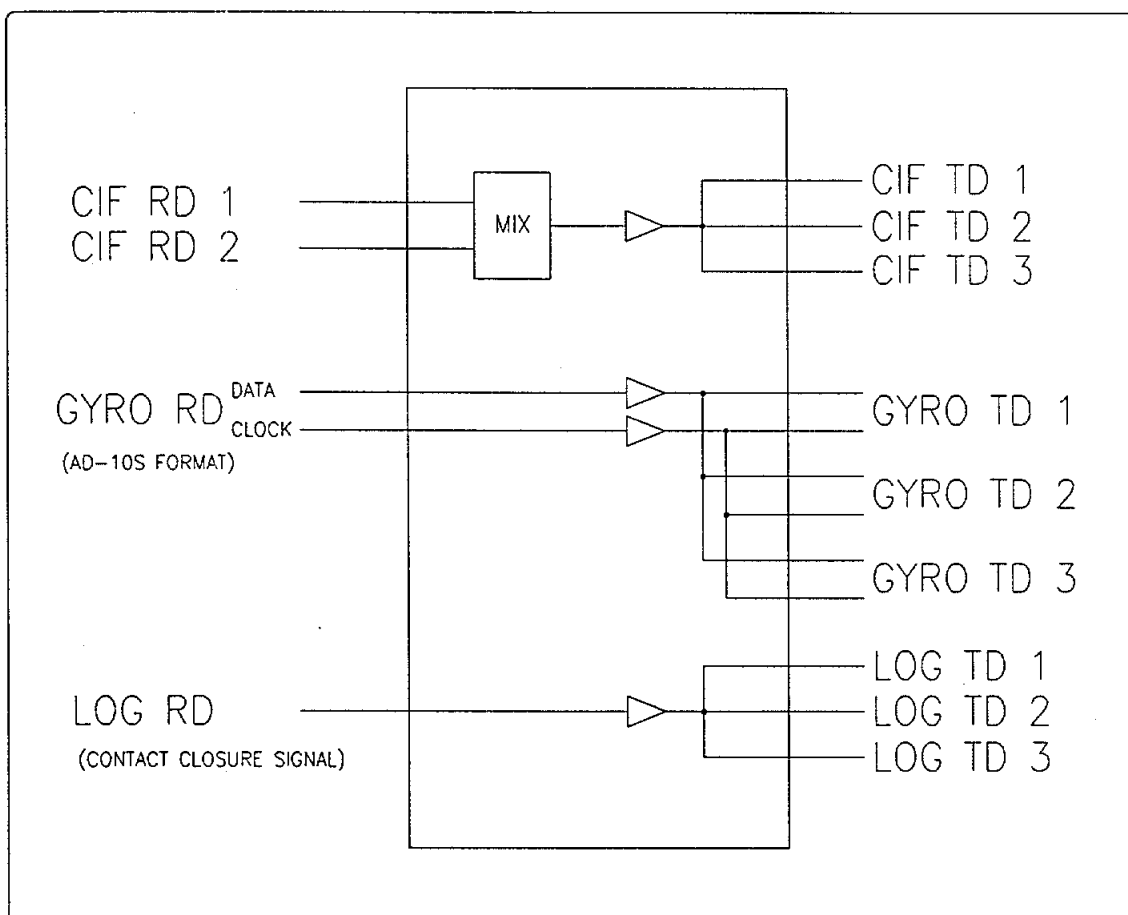 CIF RD 1
CIF RD 2
MIX
CIF TD 1
CIF TD 2
CIF TD 3
GYRO RD
DATA
CLOCK
(AD-10S FORMAT)
GYRO TD 1
GYRO TD 2
GYRO TD 3
LOG RD
(CONTACT CLOSURE SIGNAL)
LOG TD 1
LOG TD 2
LOG TD 3